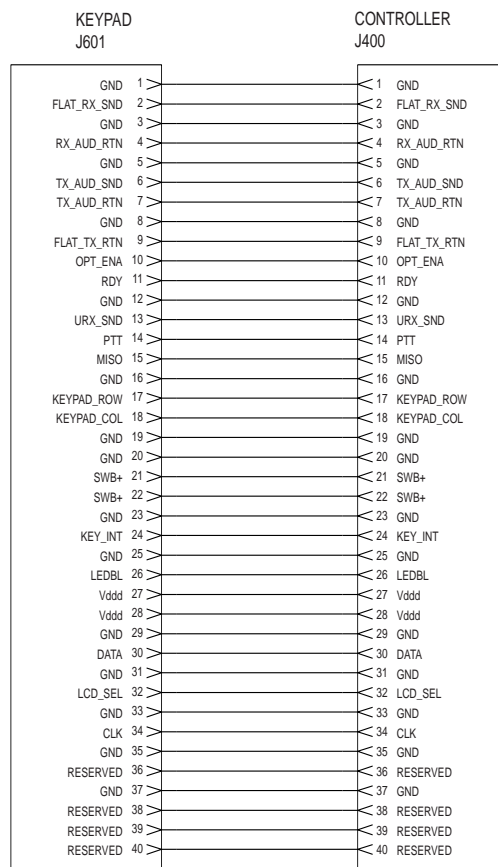 KEYPAD CONTROLLER
J601 J400
GND 1 1 GND
FLAT_RX_SND 2 2 FLAT_RX_SND
GND 3 3 GND
RX_AUD_RTN 4 4 RX_AUD_RTN
GND 5 5 GND
TX_AUD_SND 6 6 TX_AUD_SND
TX_AUD_RTN 7 7 TX_AUD_RTN
GND 8 8 GND
FLAT_TX_RTN 9 9 FLAT_TX_RTN
OPT_ENA 10 10 OPT_ENA
RDY 11 11 RDY
GND 12 12 GND
URX_SND 13 13 URX_SND
PTT 14 14 PTT
MISO 15 15 MISO
GND 16 16 GND
KEYPAD_ROW 17 17 KEYPAD_ROW
KEYPAD_COL 18 18 KEYPAD_COL
GND 19 19 GND
GND 20 20 GND
SWB+ 21 21 SWB+
SWB+ 22 22 SWB+
GND 23 23 GND
KEY_INT 24 24 KEY_INT
GND 25 25 GND
LEDBL 26 26 LEDBL
Vddd 27 27 Vddd
Vddd 28 28 Vddd
GND 29 29 GND
DATA 30 30 DATA
GND 31 31 GND
LCD_SEL 32 32 LCD_SEL
GND 33 33 GND
CLK 34 34 CLK
GND 35 35 GND
RESERVED 36 36 RESERVED
GND 37 37 GND
RESERVED 38 38 RESERVED
RESERVED 39 39 RESERVED
RESERVED 40 40 RESERVED